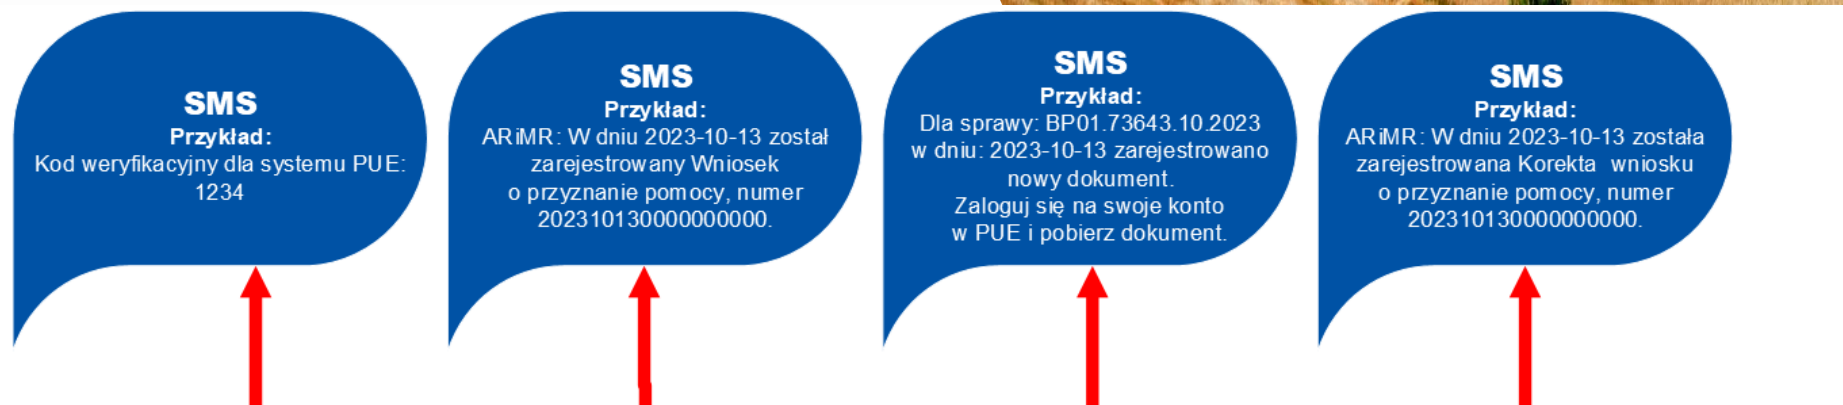 SMS
Przykład:
Kod weryfikacyjny dla systemu PUE:
1234
SMS
Przykład:
ARiMR: W dniu 2023-10-13 został
zarejestrowany Wniosek
o przyznanie pomocy, numer
202310130000000000.
SMS
Przykład:
Dla sprawy: BP01.73643.10.2023
w dniu: 2023-10-13 zarejestrowano
nowy dokument.
Zaloguj się na swoje konto
w PUE i pobierz dokument.
SMS
Przykład:
ARiMR: W dniu 2023-10-13 została
zarejestrowana Korekta wniosku
o przyznanie pomocy, numer
202310130000000000.